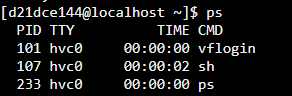 [d21dce144@localhost ~]$ ps
  PID TTY          TIME CMD
  101 hvc0     00:00:00 vflogin
  107 hvc0     00:00:02 sh
  233 hvc0     00:00:00 ps